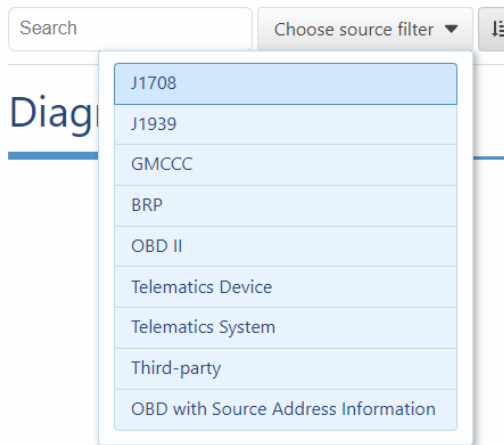 Search
Choose source filter
J1708
J1939
GMCCC
BRP
OBD II
Telematics Device
Telematics System
Third-party
OBD with Source Address Information